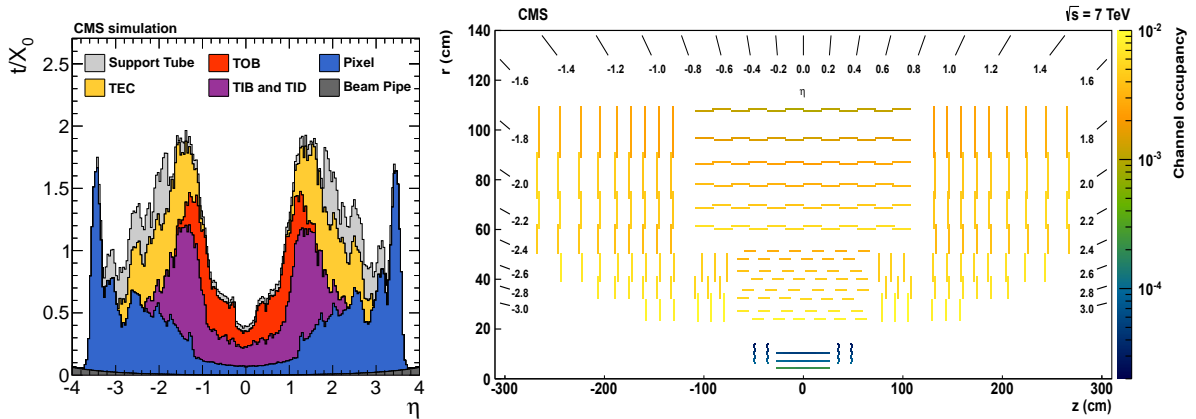 CMS simulation
t/X0
2.5
2
1.5
1
0.5
0
Support Tube
TOB
Pixel
TEC
TIB and TID
Beam Pipe
-4 -3 -2 -1 0 1 2 3 4
η
CMS
√s = 7 TeV
r (cm)
140
120
100
80
60
40
20
0
-1.4 -1.2 -1.0 -0.8 -0.6 -0.4 -0.2 0.0 0.2 0.4 0.6 0.8 1.0 1.2 1.4
η
-1.6 1.6
-1.8 1.8
-2.0 2.0
-2.2 2.2
-2.4 2.4
-2.6 2.6
-2.8 2.8
-3.0 3.0
-300 -200 -100 0 100 200 300
z (cm)
10-2
10-3
10-4
Channel occupancy